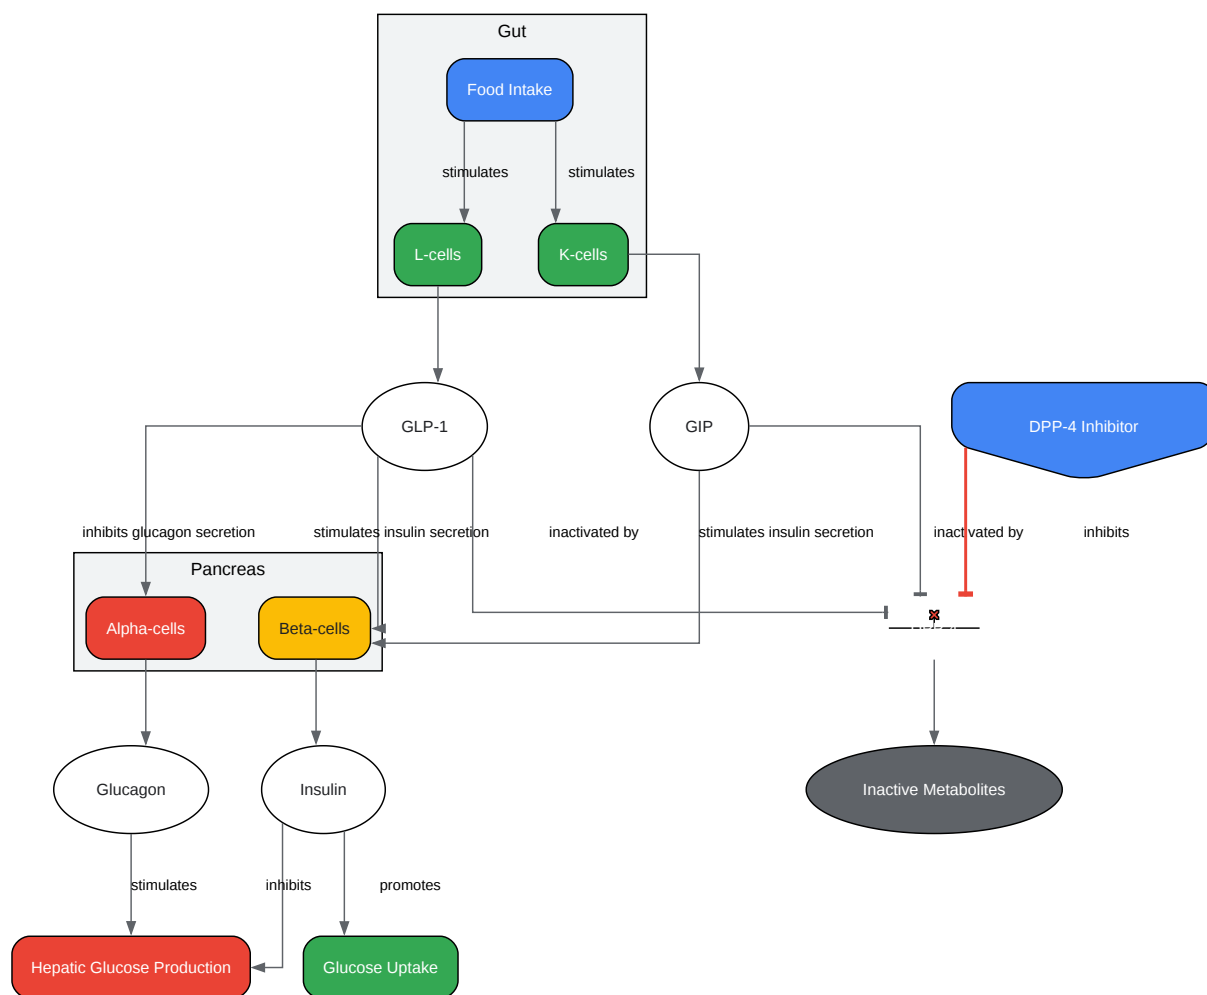 Gut
Food Intake
stimulates
stimulates
L-cells
K-cells
GLP-1
GIP
DPP-4 Inhibitor
inhibits glucagon secretion
stimulates insulin secretion
inactivated by
stimulates insulin secretion
inactivated by
inhibits
Pancreas
Alpha-cells
Beta-cells
Glucagon
Insulin
Inactive Metabolites
stimulates
inhibits
promotes
Hepatic Glucose Production
Glucose Uptake